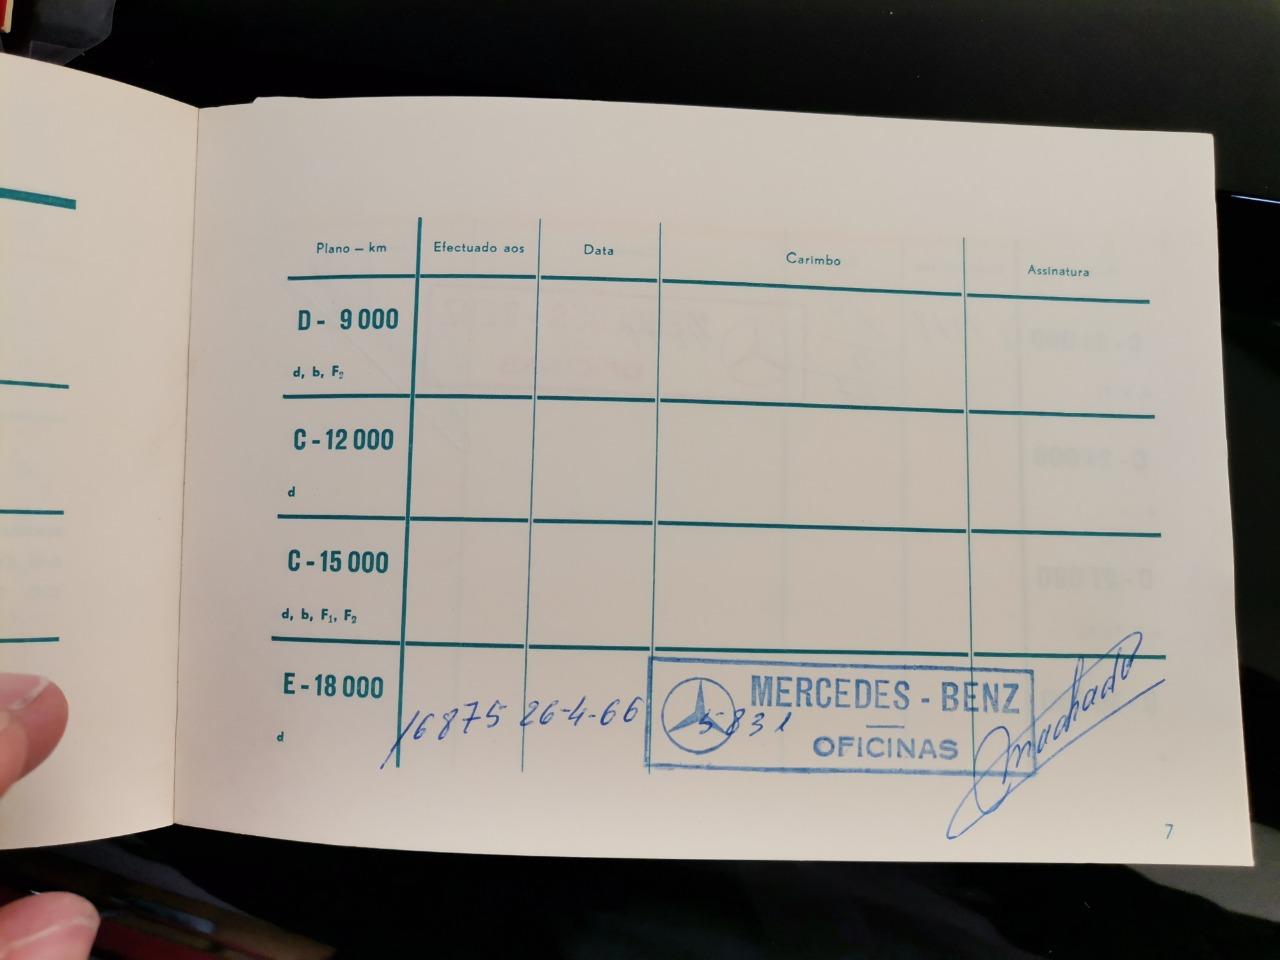 Plano – km Efectuado aos Data Carimbo Assinatura
D - 9 000
d, b, F₂
C - 12 000
d
C - 15 000
d, b, F₁, F₂
E - 18 000
d
16875 26-4-66 5831 Machado
MERCEDES - BENZ
OFICINAS
7